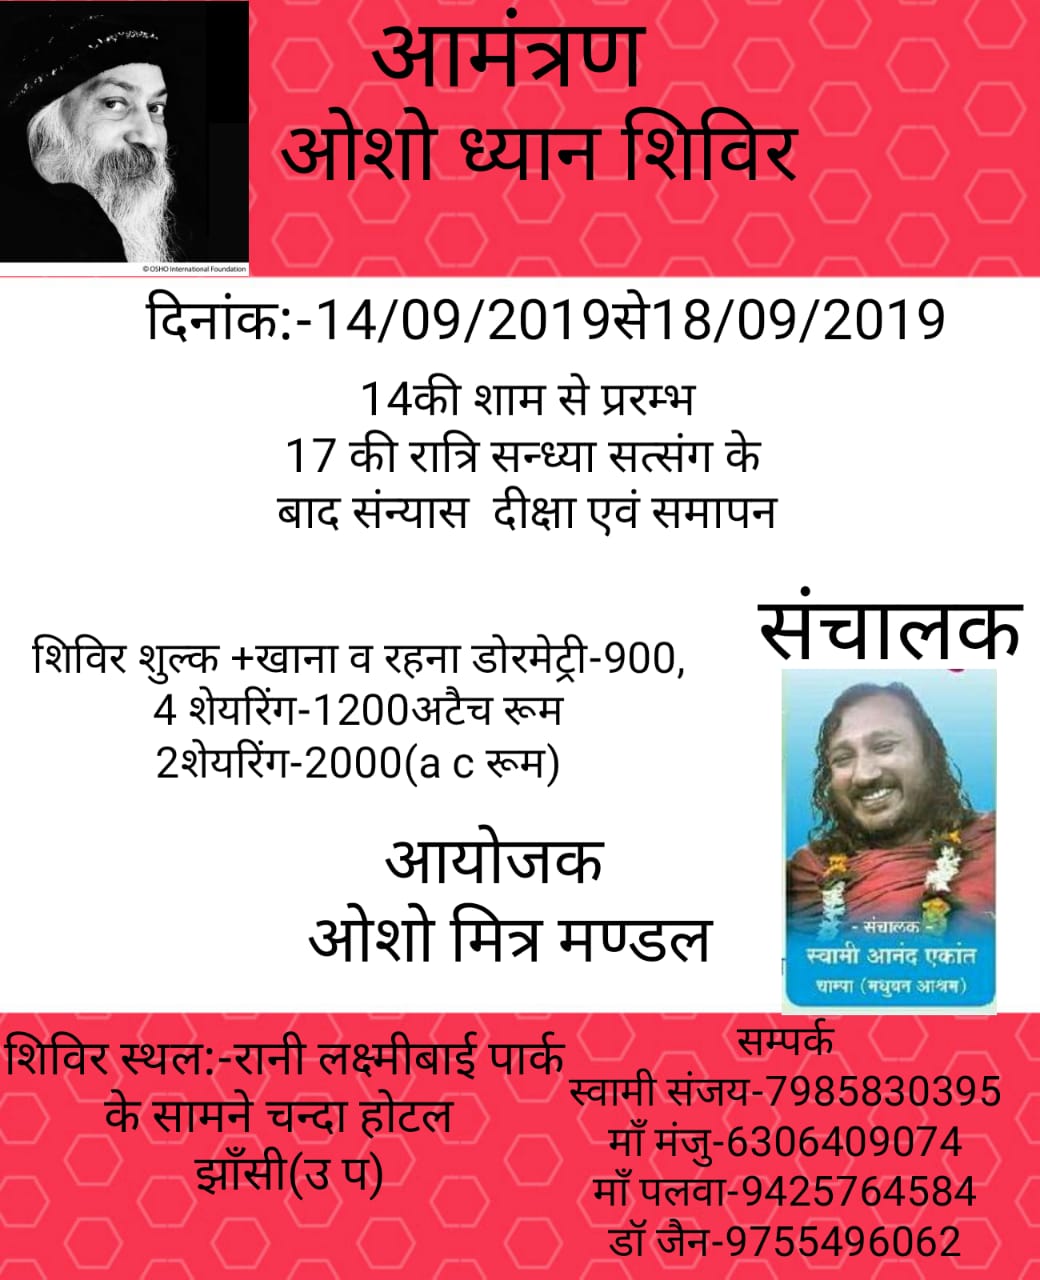 आमंत्रण
ओशो ध्यान शिविर
© OSHO International Foundation
दिनांक:-14/09/2019से18/09/2019
14की शाम से प्ररम्भ
17 की रात्रि सन्ध्या सत्संग के
बाद संन्यास दीक्षा एवं समापन
शिविर शुल्क +खाना व रहना डोरमेट्री-900,
4 शेयरिंग-1200अटैच रूम
2शेयरिंग-2000(a c रूम)
संचालक
- संचालक -
स्वामी आनंद एकांत
चाम्पा (मधुबन आश्रम)
आयोजक
ओशो मित्र मण्डल
शिविर स्थल:-रानी लक्ष्मीबाई पार्क
के सामने चन्दा होटल
झाँसी(उ प)
सम्पर्क
स्वामी संजय-7985830395
माँ मंजु-6306409074
माँ पलवा-9425764584
डॉ जैन-9755496062